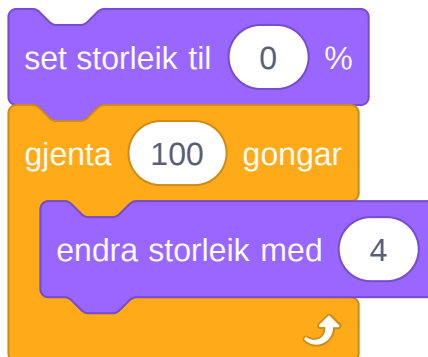 set storleik til 0 %
gjenta 100 gongar
endra storleik med 4